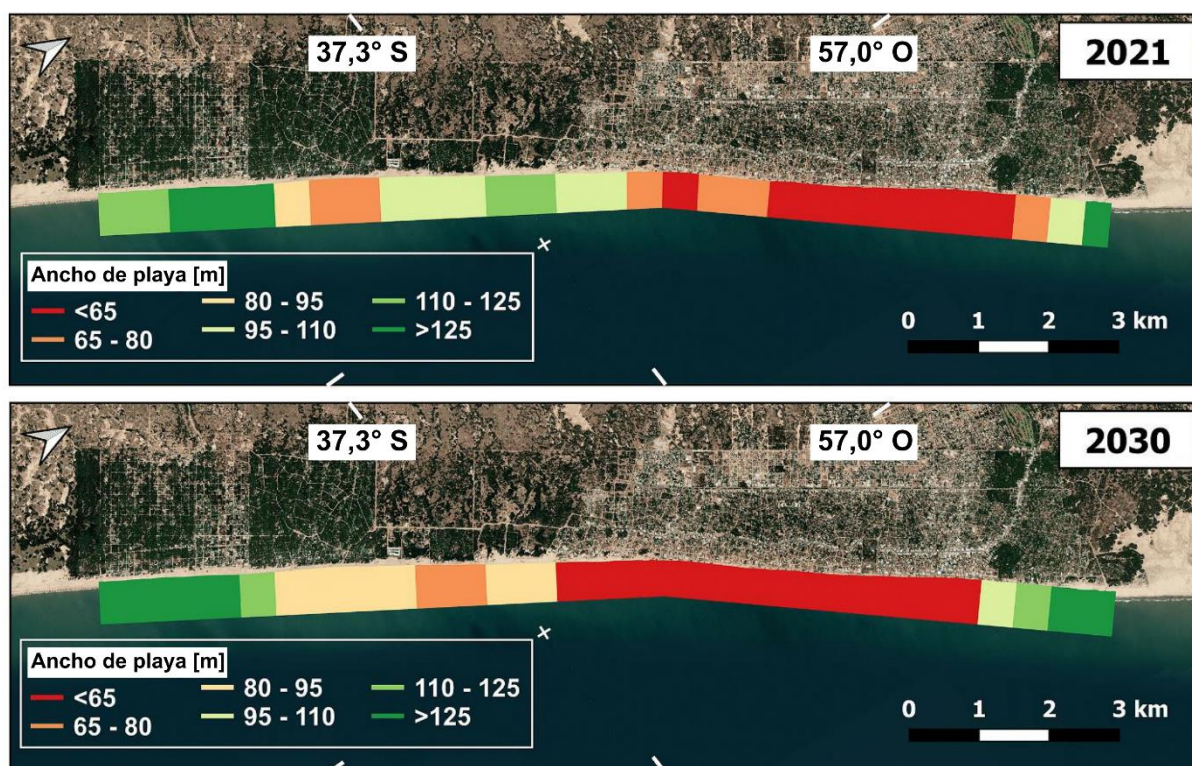 37,3° S
57,0° O
2021
Ancho de playa [m]
<65
65 - 80
80 - 95
95 - 110
110 - 125
>125
0 1 2 3 km
37,3° S
57,0° O
2030
Ancho de playa [m]
<65
65 - 80
80 - 95
95 - 110
110 - 125
>125
0 1 2 3 km